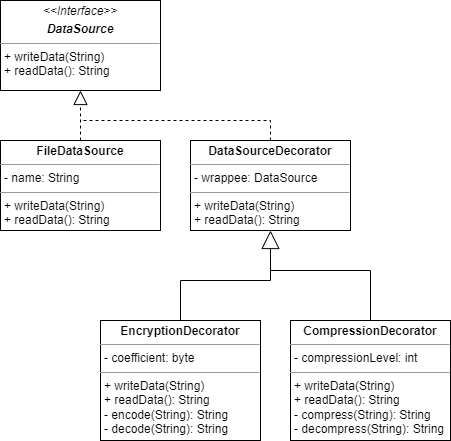 <<Interface>>
DataSource
+ writeData(String)
+ readData(): String
FileDataSource
- name: String
+ writeData(String)
+ readData(): String
DataSourceDecorator
- wrappee: DataSource
+ writeData(String)
+ readData(): String
EncryptionDecorator
- coefficient: byte
+ writeData(String)
+ readData(): String
- encode(String): String
- decode(String): String
CompressionDecorator
- compressionLevel: int
+ writeData(String)
+ readData(): String
- compress(String): String
- decompress(String): String